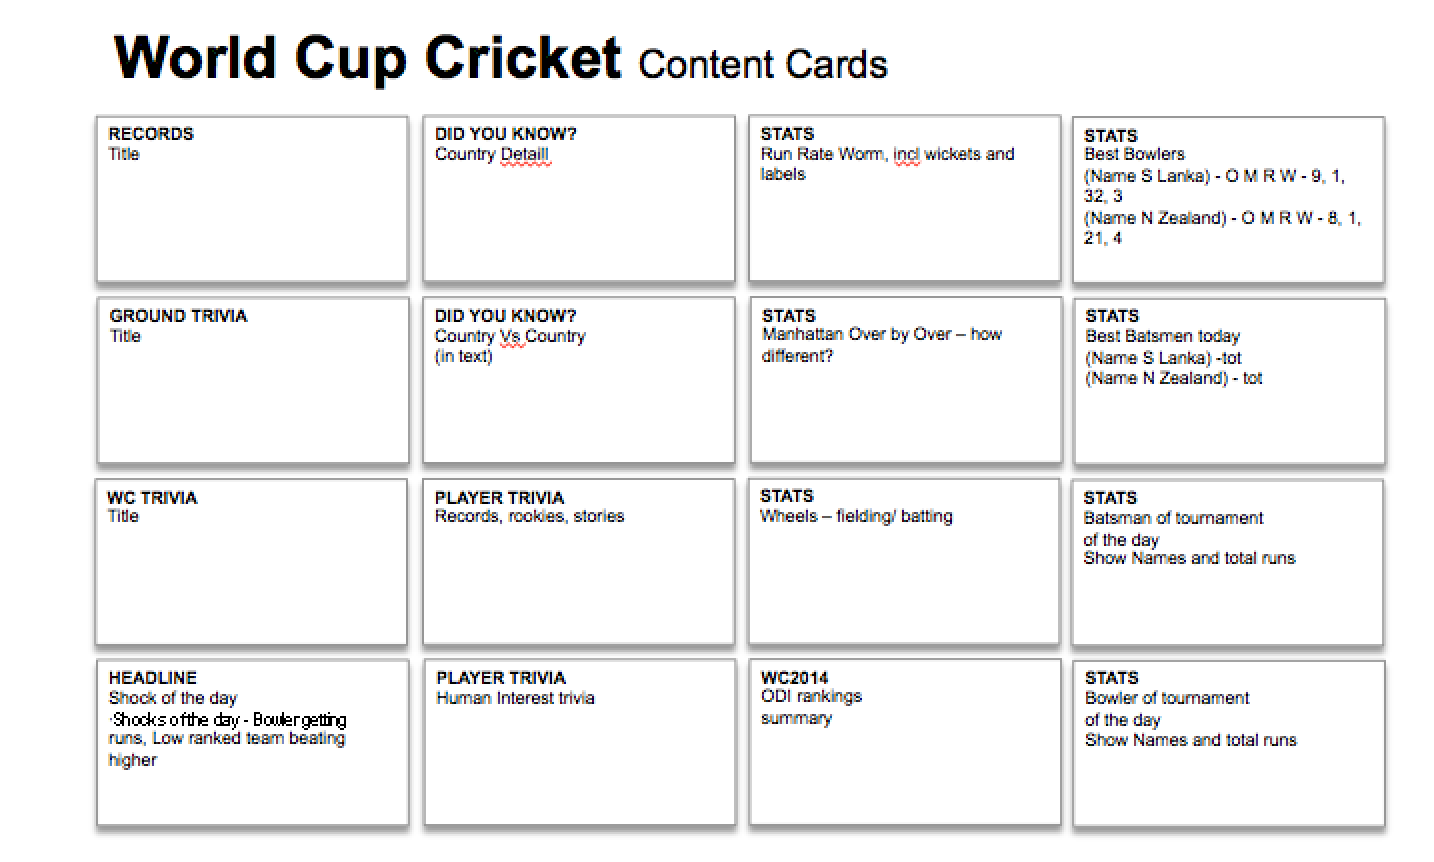 World Cup Cricket Content Cards
RECORDS
Title
DID YOU KNOW?
Country Detaill
STATS
Run Rate Worm, incl wickets and
labels
STATS
Best Bowlers
(Name S Lanka) - O M R W - 9, 1,
32, 3
(Name N Zealand) - O M R W - 8, 1,
21, 4
GROUND TRIVIA
Title
DID YOU KNOW?
Country Vs Country
(in text)
STATS
Manhattan Over by Over – how
different?
STATS
Best Batsmen today
(Name S Lanka) -tot
(Name N Zealand) - tot
WC TRIVIA
Title
PLAYER TRIVIA
Records, rookies, stories
STATS
Wheels – fielding/ batting
STATS
Batsman of tournament
of the day
Show Names and total runs
HEADLINE
Shock of the day
·Shocks of the day - Bowler getting
runs, Low ranked team beating
higher
PLAYER TRIVIA
Human Interest trivia
WC2014
ODI rankings
summary
STATS
Bowler of tournament
of the day
Show Names and total runs